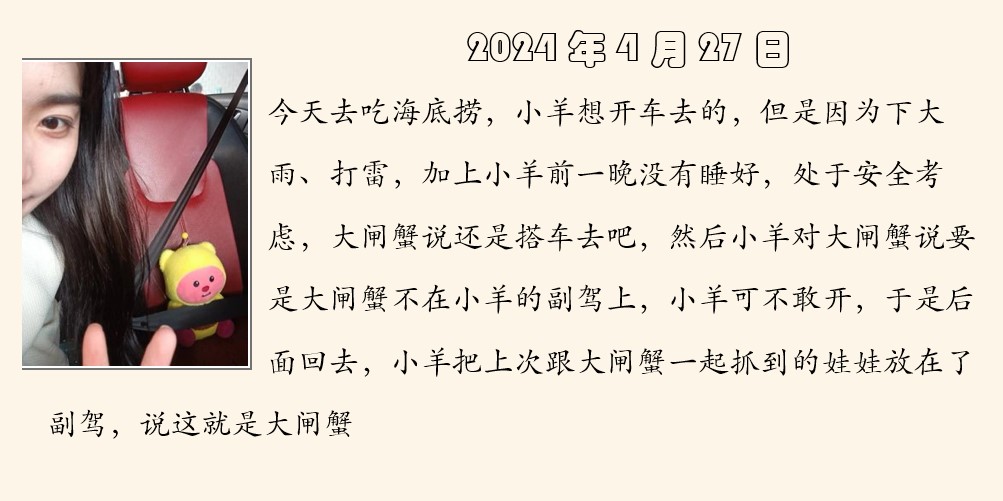 2024年4月27日
今天去吃海底捞，小羊想开车去的，但是因为下大
雨、打雷，加上小羊前一晚没有睡好，处于安全考
虑，大闸蟹说还是搭车去吧，然后小羊对大闸蟹说要
是大闸蟹不在小羊的副驾上，小羊可不敢开，于是后
面回去，小羊把上次跟大闸蟹一起抓到的娃娃放在了
副驾，说这就是大闸蟹